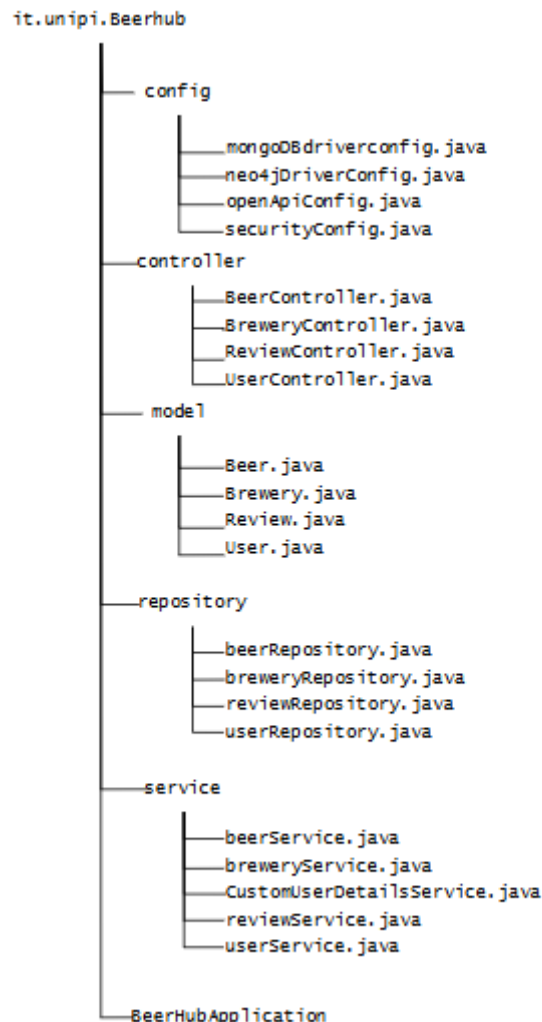 it.unipi.Beerhub
config
mongoDBdriverconfig.java
neo4jDriverConfig.java
openApiConfig.java
securityConfig.java
controller
BeerController.java
BreweryController.java
ReviewController.java
UserController.java
model
Beer.java
Brewery.java
Review.java
User.java
repository
beerRepository.java
breweryRepository.java
reviewRepository.java
userRepository.java
service
beerService.java
breweryService.java
CustomUserDetailsService.java
reviewService.java
userService.java
BeerHubApplication